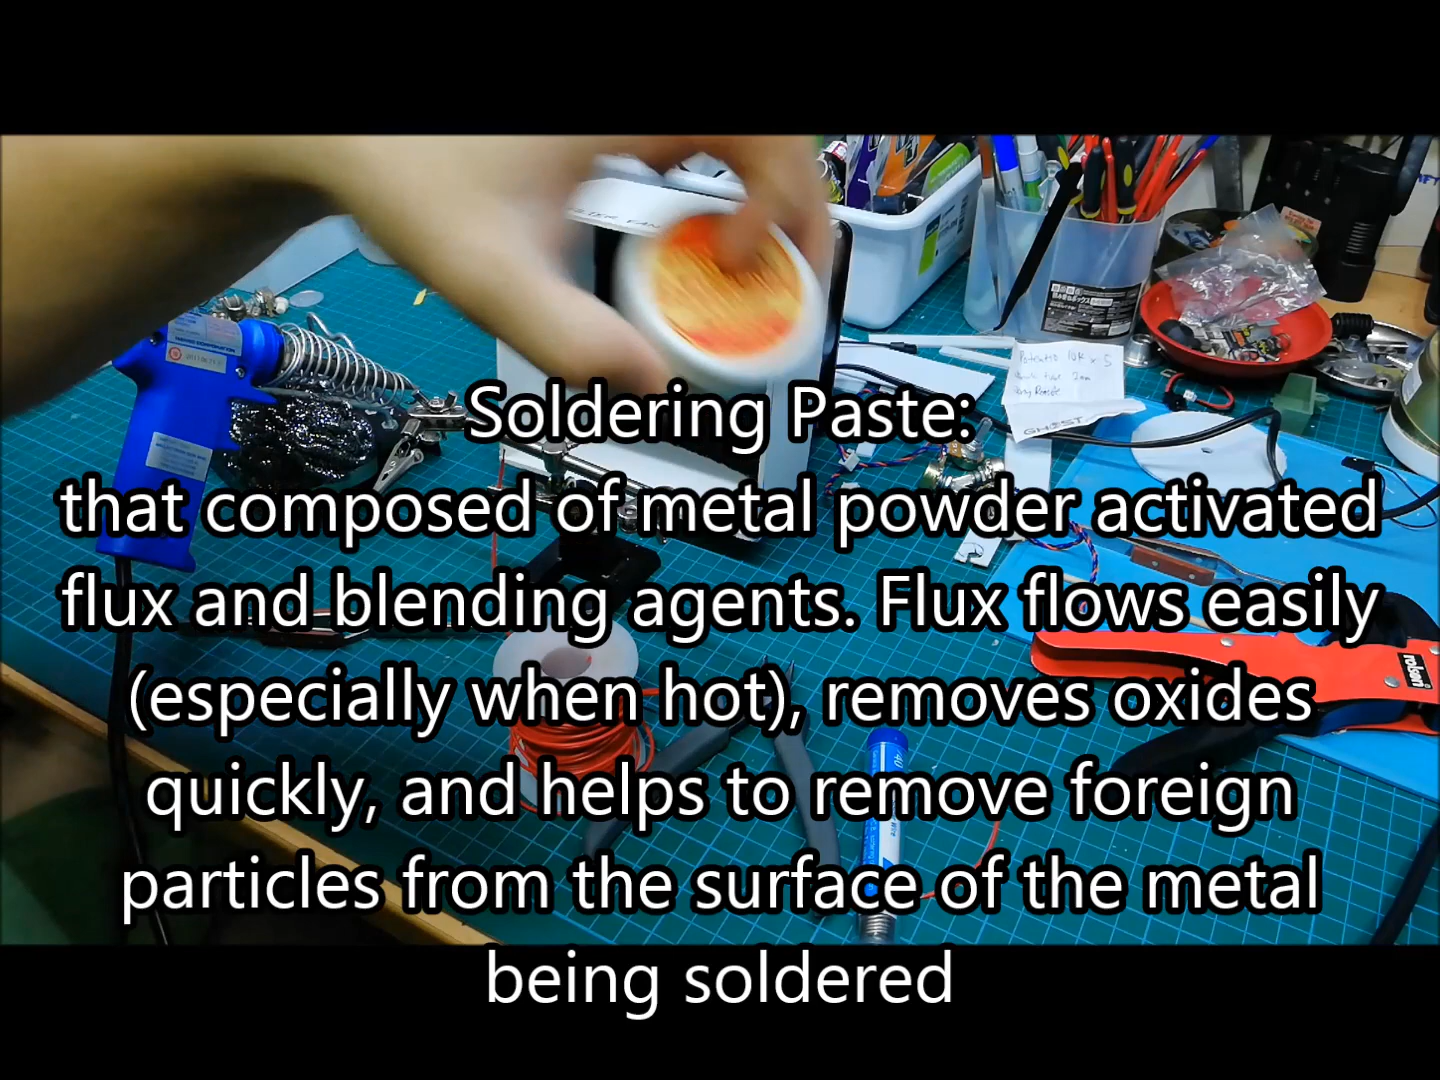 Soldering Paste:
that composed of metal powder activated
flux and blending agents. Flux flows easily
(especially when hot), removes oxides
quickly, and helps to remove foreign
particles from the surface of the metal
being soldered
GHOST